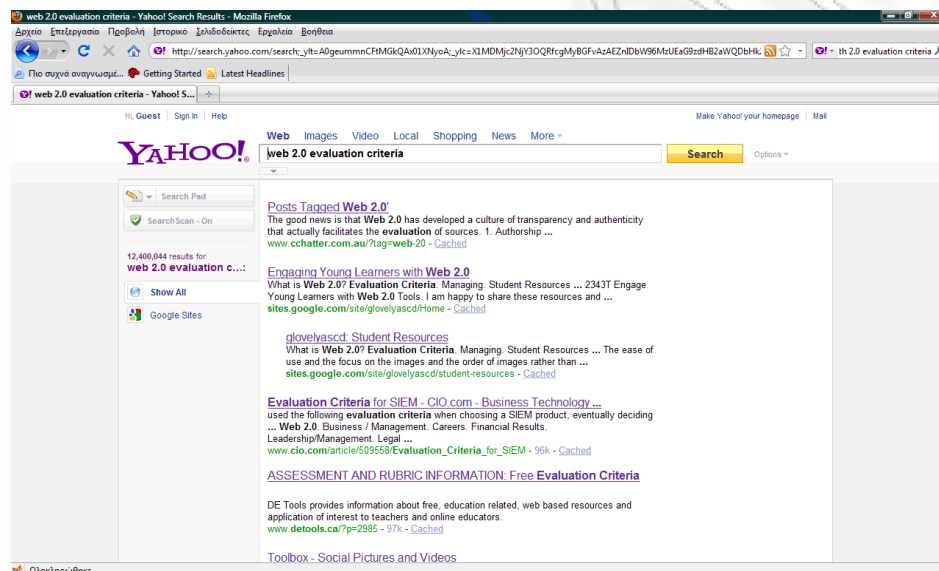 web 2.0 evaluation criteria - Yahoo! Search Results - Mozilla Firefox
Αρχείο Επεξεργασία Προβολή Ιστορικό Σελιδοδείκτες Εργαλεία Βοήθεια
http://search.yahoo.com/search;_ylt=A0geummnCFtMGkQAx01XNyoA;_ylc=X1MDMjc2NjY3OQRfcgMyBGFvAzAEZnIDbW96MzUEaG9zdHB2aWQDbHK; th 2.0 evaluation criteria
Πιο συχνά αναγνωσμέ... Getting Started Latest Headlines
web 2.0 evaluation criteria - Yahoo! S...
Hi, Guest Sign In Help Make Yahoo! your homepage Mail
Web Images Video Local Shopping News More
YAHOO!® web 2.0 evaluation criteria Search Options
Search Pad
SearchScan - On
12,400,044 results for
web 2.0 evaluation c...:
Show All
Google Sites
Posts Tagged Web 2.0'
The good news is that Web 2.0 has developed a culture of transparency and authenticity
that actually facilitates the evaluation of sources. 1. Authorship ...
www.cchatter.com.au/?tag=web-20 - Cached
Engaging Young Learners with Web 2.0
What is Web 2.0? Evaluation Criteria. Managing. Student Resources ... 2343T Engage
Young Learners with Web 2.0 Tools. I am happy to share these resources and ...
sites.google.com/site/glovelyascd/Home - Cached
glovelyascd: Student Resources
What is Web 2.0? Evaluation Criteria. Managing. Student Resources ... The ease of
use and the focus on the images and the order of images rather than ...
sites.google.com/site/glovelyascd/student-resources - Cached
Evaluation Criteria for SIEM - CIO.com - Business Technology ...
used the following evaluation criteria when choosing a SIEM product, eventually deciding
... Web 2.0. Business / Management. Careers. Financial Results.
Leadership/Management. Legal ...
www.cio.com/article/509558/Evaluation_Criteria_for_SIEM - 96k - Cached
ASSESSMENT AND RUBRIC INFORMATION: Free Evaluation Criteria
DE Tools provides information about free, education related, web based resources and
application of interest to teachers and online educators.
www.detools.ca/?p=2985 - 97k - Cached
Toolbox - Social Pictures and Videos